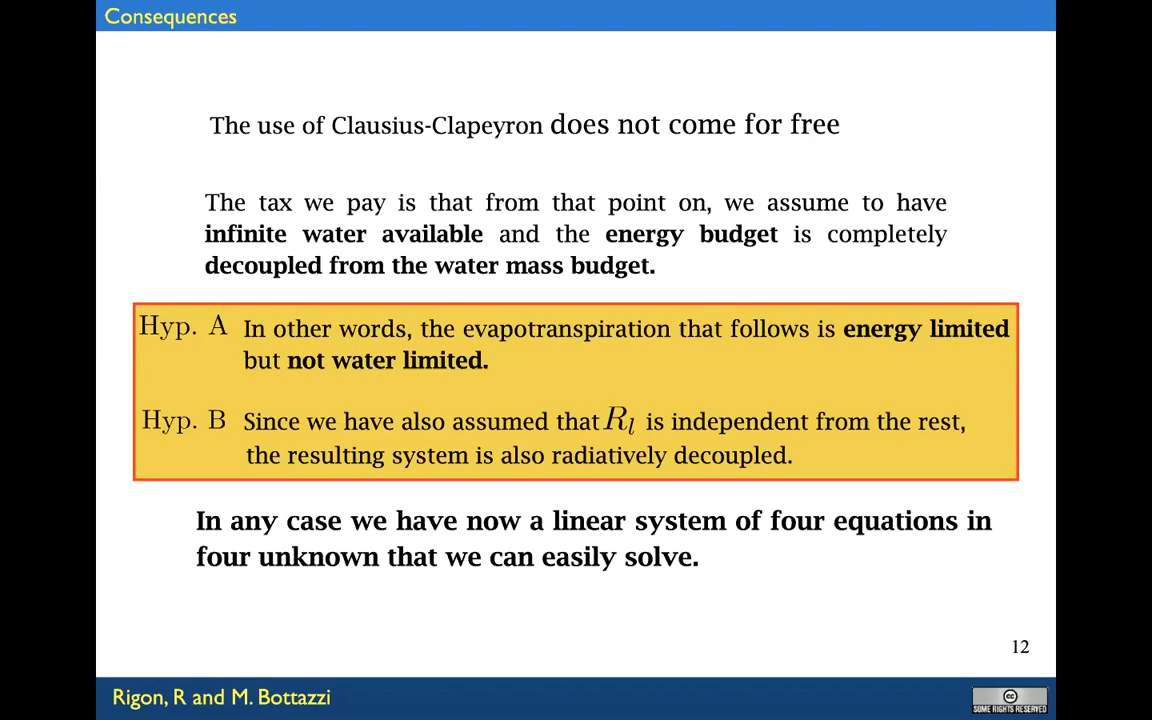 Consequences
The use of Clausius-Clapeyron does not come for free
The tax we pay is that from that point on, we assume to have
infinite water available and the energy budget is completely
decoupled from the water mass budget.
Hyp. A In other words, the evapotranspiration that follows is energy limited
but not water limited.
Hyp. B Since we have also assumed that R_l is independent from the rest,
the resulting system is also radiatively decoupled.
In any case we have now a linear system of four equations in
four unknown that we can easily solve.
12
Rigon, R and M. Bottazzi
cc
SOME RIGHTS RESERVED